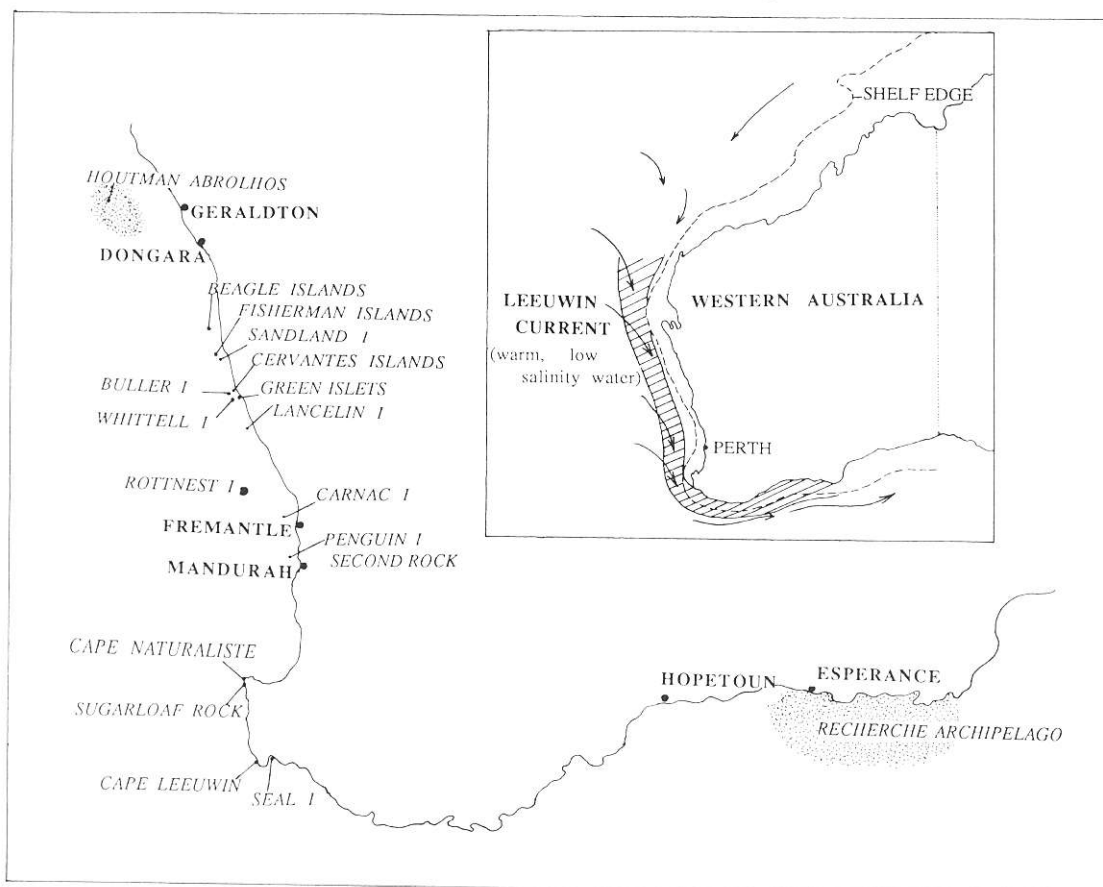 HOUTMAN ABROLHOS
GERALDTON
DONGARA
BEAGLE ISLANDS
FISHERMAN ISLANDS
SANDLAND I
CERVANTES ISLANDS
BULLER I
GREEN ISLETS
WHITTELL I
LANCELIN I
ROTTNEST I
CARNAC I
FREMANTLE
PENGUIN I
SECOND ROCK
MANDURAH
CAPE NATURALISTE
SUGARLOAF ROCK
CAPE LEEUWIN
SEAL I
HOPETOUN
ESPERANCE
RECHERCHE ARCHIPELAGO
SHELF EDGE
LEEUWIN
CURRENT
(warm, low
salinity water)
WESTERN AUSTRALIA
PERTH